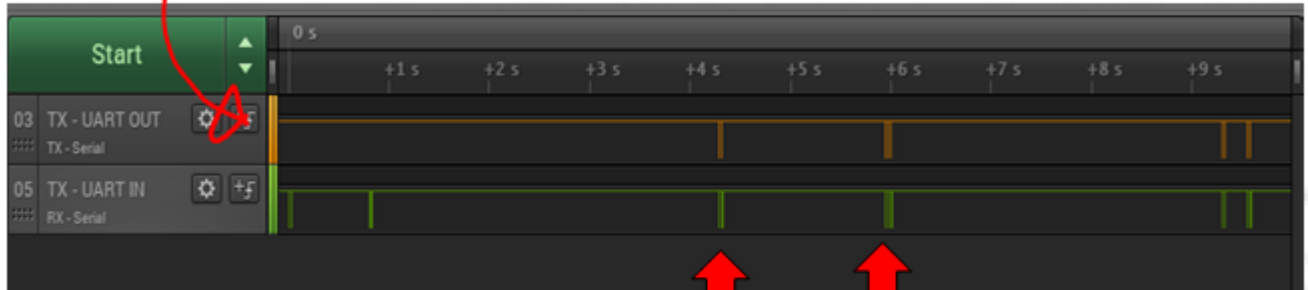 Start
0 s
+1 s +2 s +3 s +4 s +5 s +6 s +7 s +8 s +9 s
03 TX - UART OUT
TX - Serial
05 TX - UART IN
RX - Serial